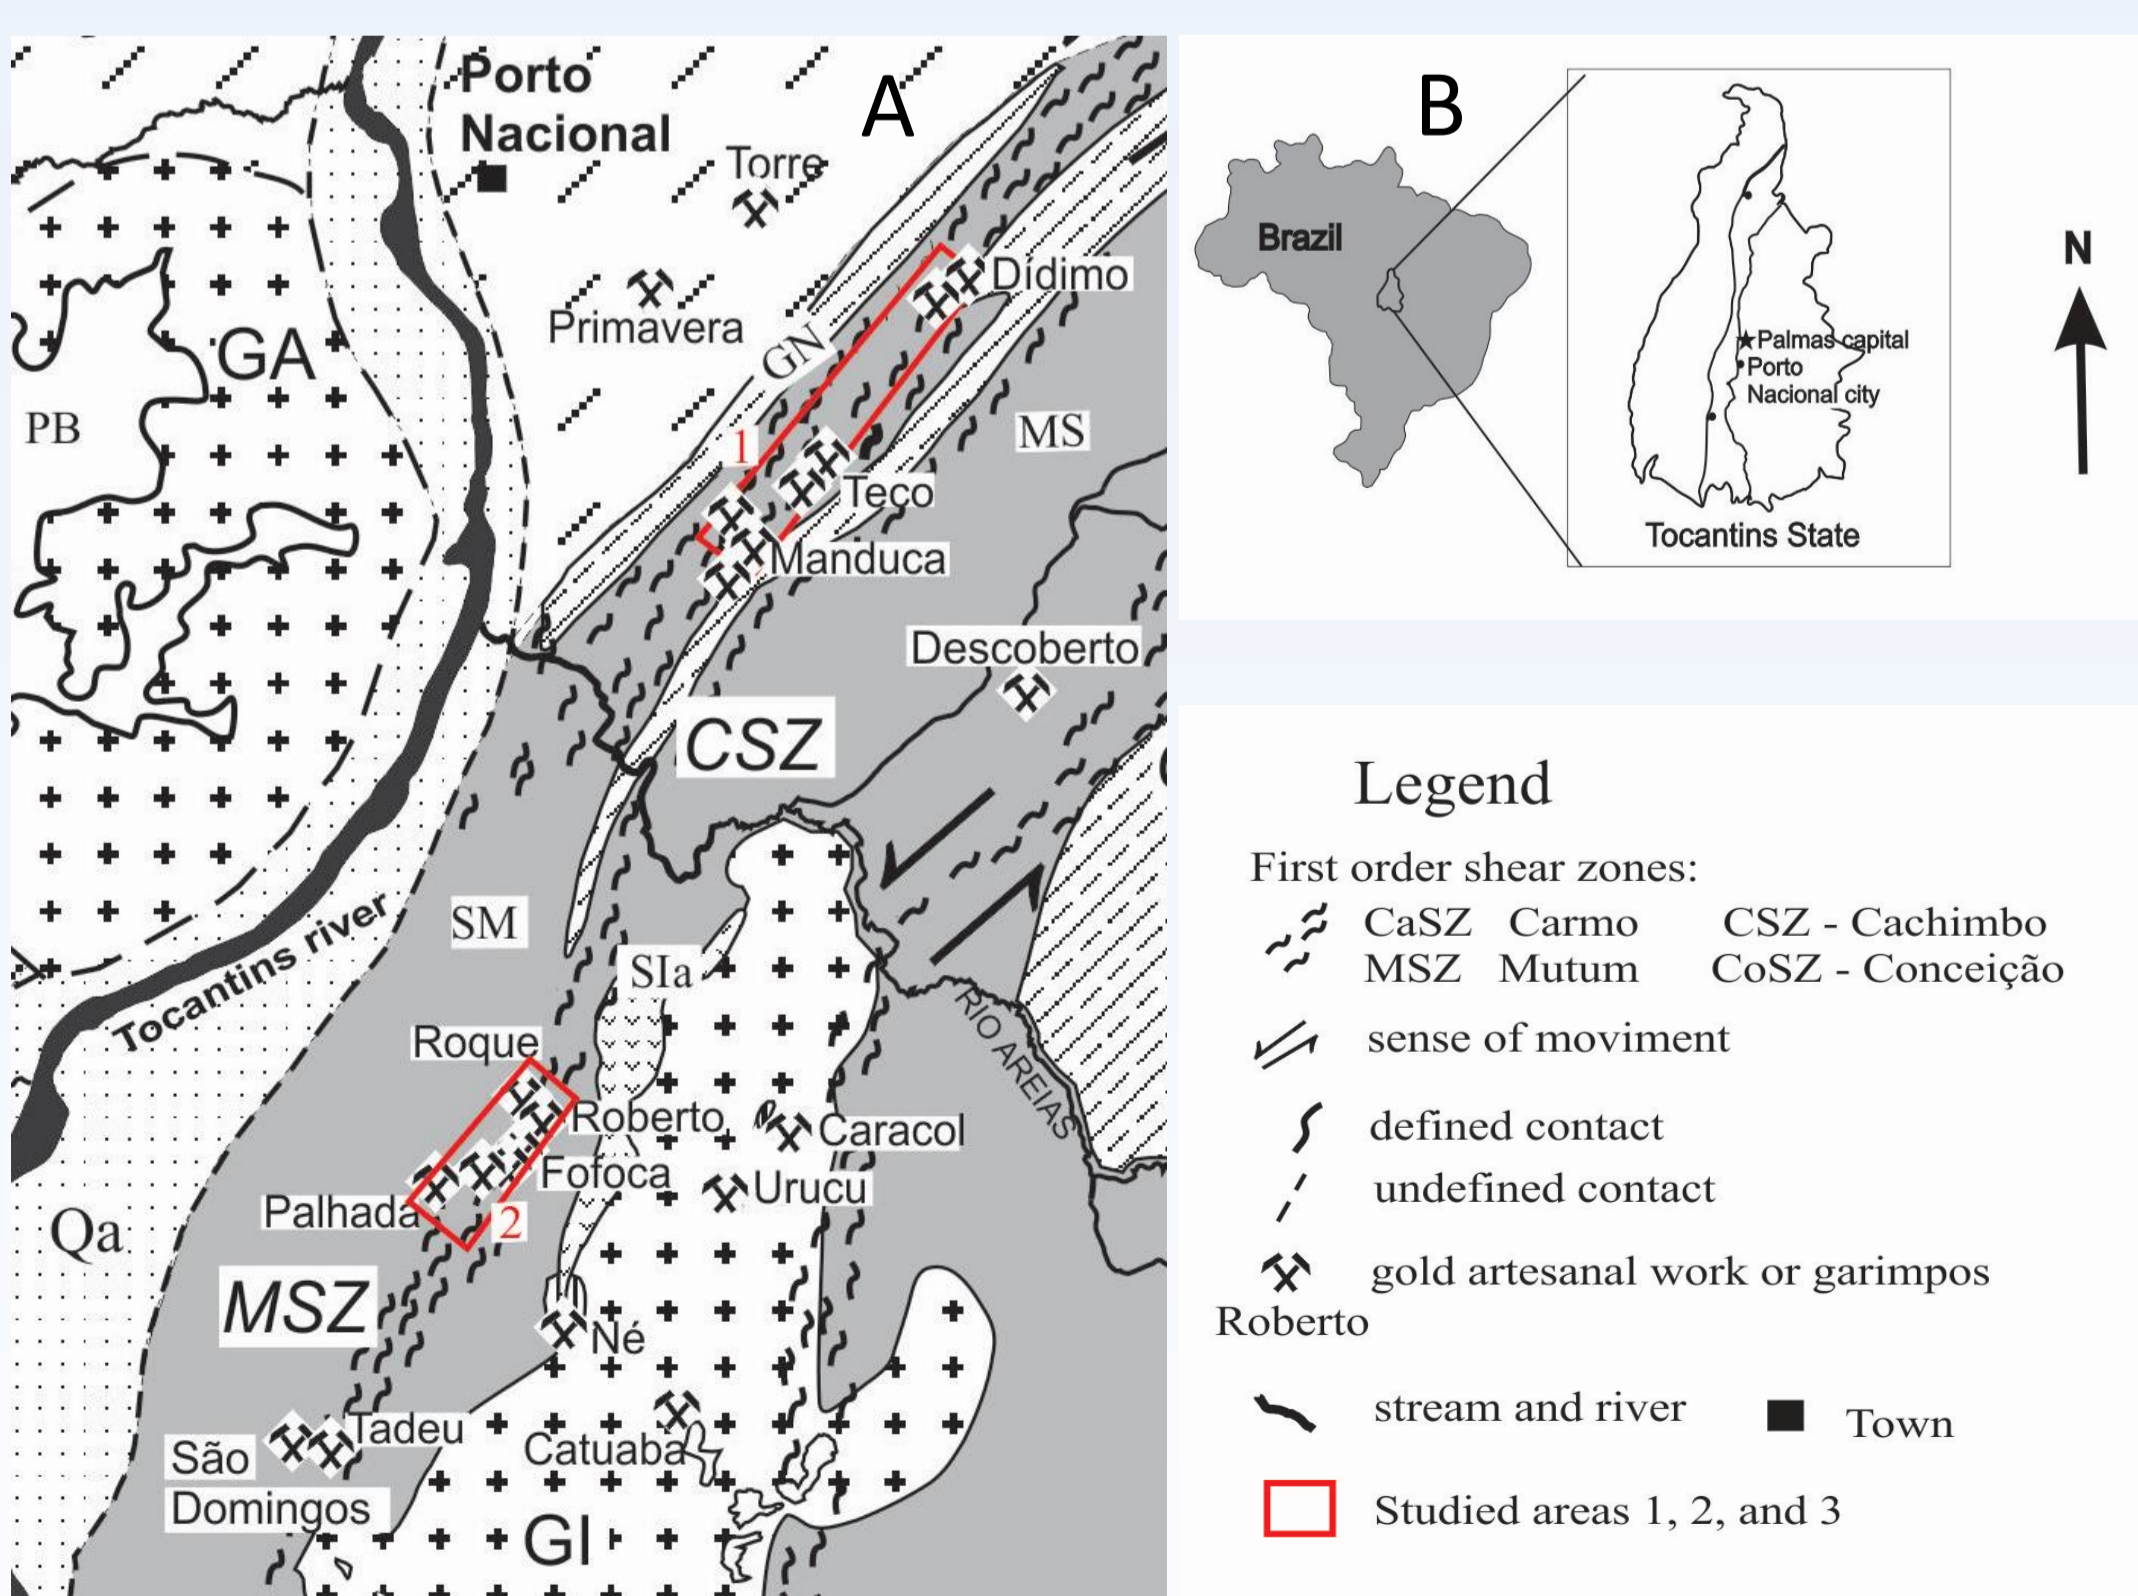 Porto
Nacional
A
Torre
Dídimo
Primavera
GN
GA
PB
MS
1
Teco
Manduca
Descoberto
CSZ
SM
SIa
Tocantins river
RIO AREIAS
Roque
Roberto
Caracol
Fofoca
Urucu
Palhada
2
Qa
MSZ
Né
Tadeu
São
Domingos
Catuaba
GI
B
Brazil
N
Palmas capital
Porto
Nacional city
Tocantins State
Legend
First order shear zones:
CaSZ Carmo CSZ - Cachimbo
MSZ Mutum CoSZ - Conceição
sense of moviment
defined contact
undefined contact
gold artesanal work or garimpos
Roberto
stream and river
Town
Studied areas 1, 2, and 3